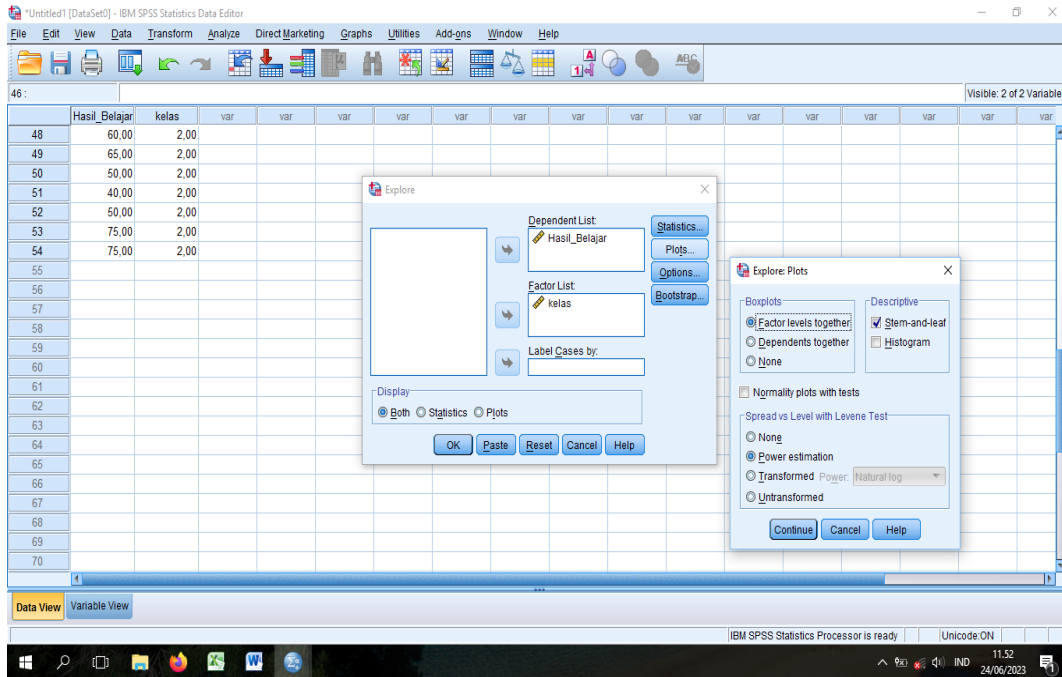 *Untitled1 [DataSet0] - IBM SPSS Statistics Data Editor
File Edit View Data Transform Analyze Direct Marketing Graphs Utilities Add-ons Window Help
46 : Visible: 2 of 2 Variable
Hasil_Belajar kelas var var var var var var var var var var var var var var var
48 60,00 2,00
49 65,00 2,00
50 50,00 2,00
51 40,00 2,00
52 50,00 2,00
53 75,00 2,00
54 75,00 2,00
55
56
57
58
59
60
61
62
63
64
65
66
67
68
69
70
Explore
Dependent List:
Hasil_Belajar
Factor List:
kelas
Label Cases by:
Statistics...
Plots...
Options...
Bootstrap...
Display
Both Statistics Plots
OK Paste Reset Cancel Help
Explore: Plots
Boxplots
Factor levels together
Dependents together
None
Descriptive
Stem-and-leaf
Histogram
Normality plots with tests
Spread vs Level with Levene Test
None
Power estimation
Transformed Power: Natural log
Untransformed
Continue Cancel Help
Data View Variable View
IBM SPSS Statistics Processor is ready Unicode:ON
IND 11.52
24/06/2023